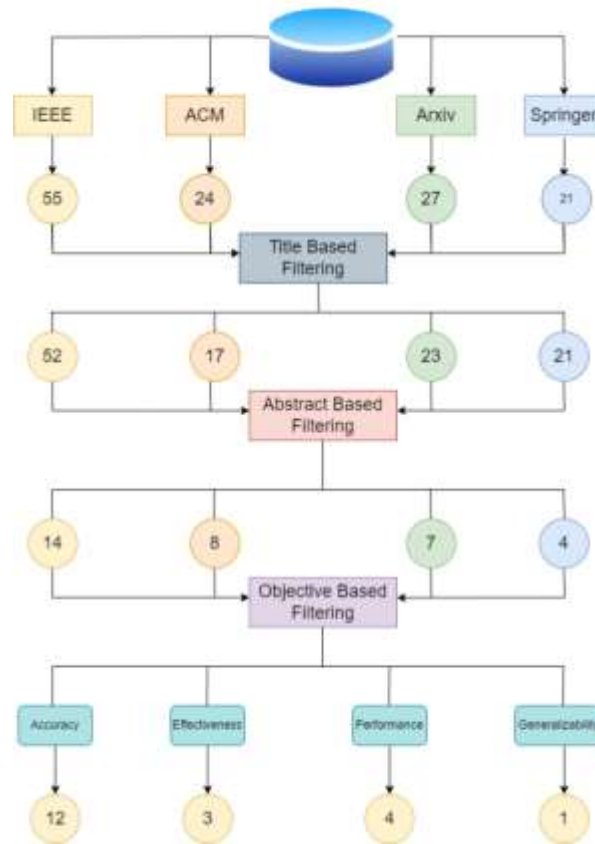 IEEE
ACM
Arxiv
Springer
55
24
27
21
Title Based
Filtering
52
17
23
21
Abstract Based
Filtering
14
8
7
4
Objective Based
Filtering
Accuracy
Effectiveness
Performance
Generalizability
12
3
4
1